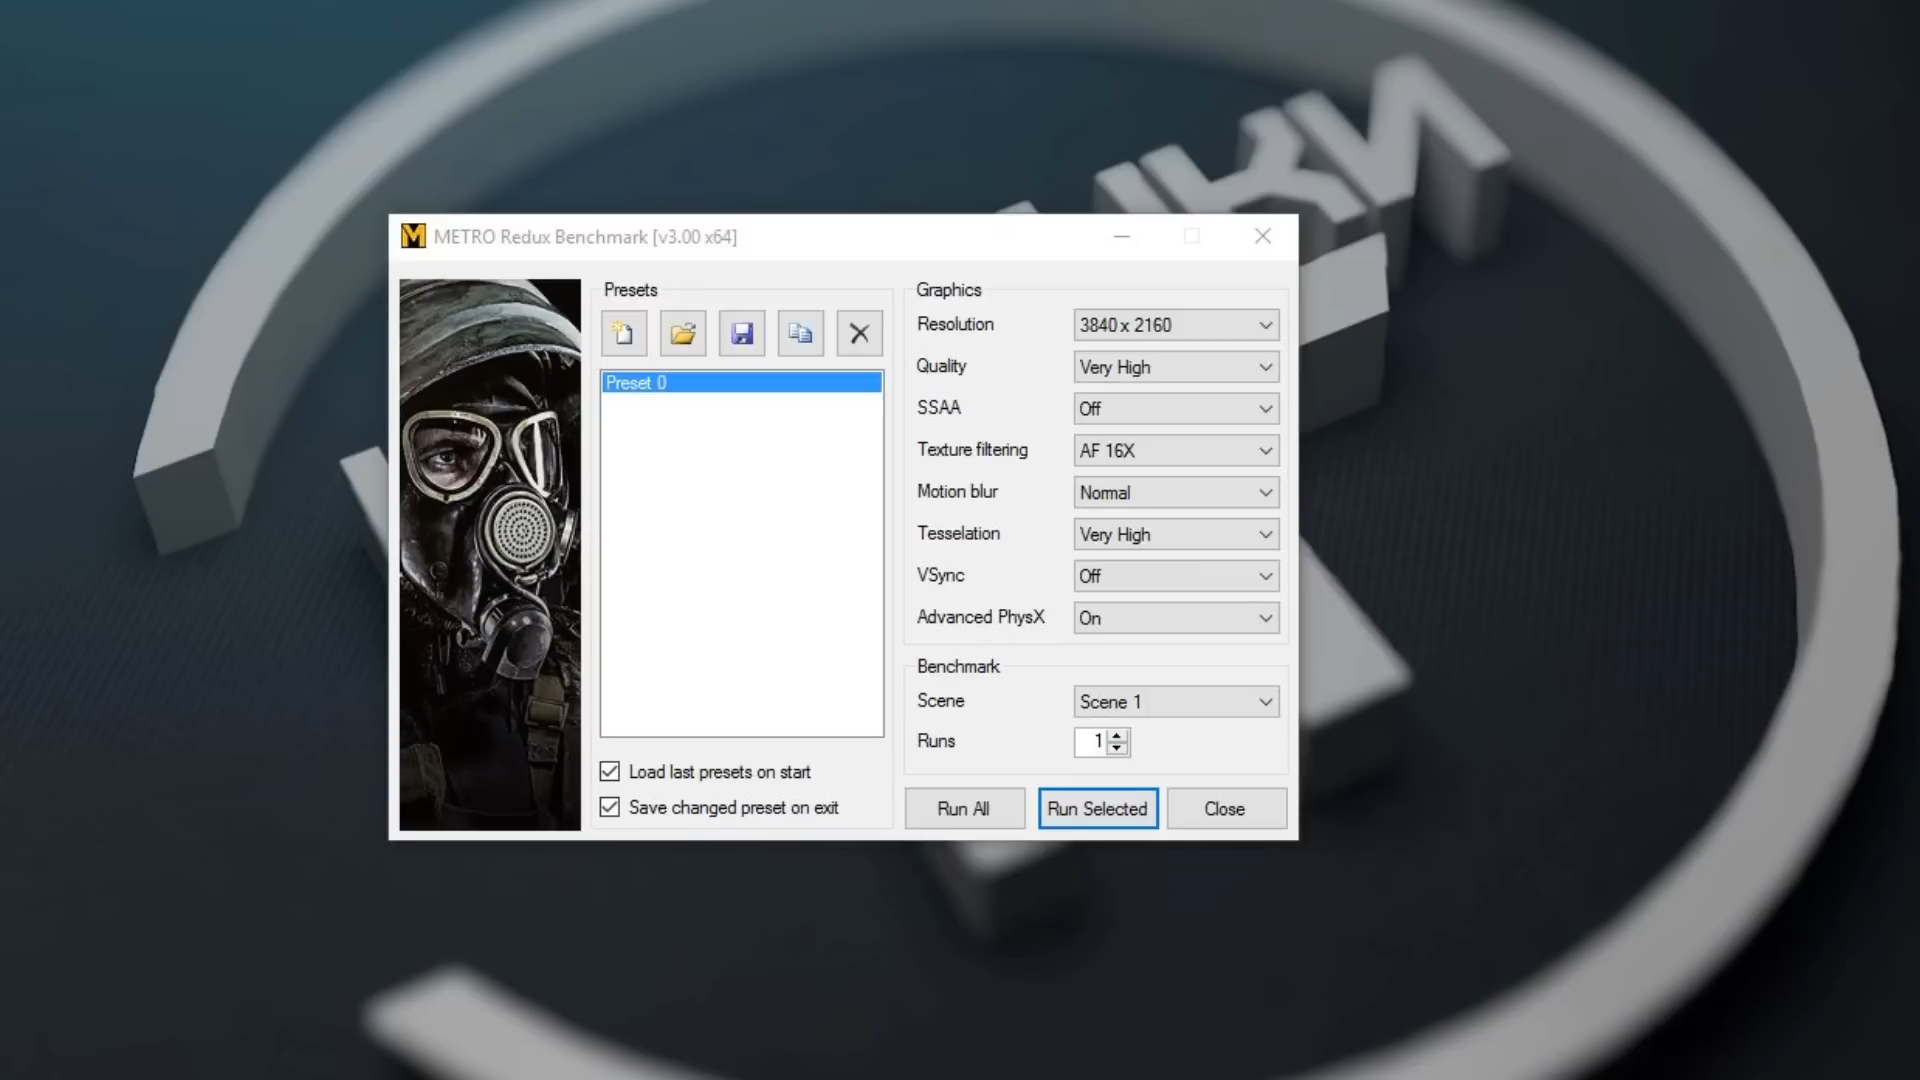 METRO Redux Benchmark [v3.00 x64]
Presets
Preset 0
Load last presets on start
Save changed preset on exit
Graphics
Resolution 3840 x 2160
Quality Very High
SSAA Off
Texture filtering AF 16X
Motion blur Normal
Tesselation Very High
VSync Off
Advanced PhysX On
Benchmark
Scene Scene 1
Runs 1
Run All Run Selected Close